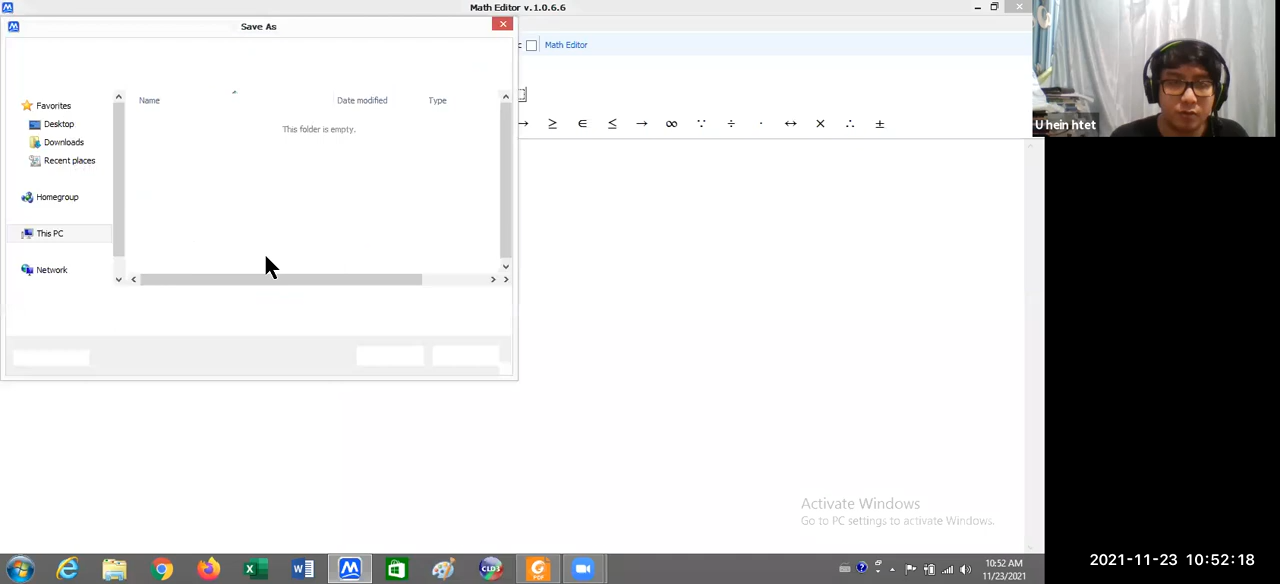 Math Editor v.1.0.6.6
Save As
Math Editor
Name
Date modified
Type
This folder is empty.
Favorites
Desktop
Downloads
Recent places
Homegroup
This PC
Network
→ ≥ ∈ ≤ → ∞ ∵ ÷ · ↔ × ∴ ±
U hein htet
Activate Windows
Go to PC settings to activate Windows.
CLD3
PDF
10:52 AM
11/23/2021
2021-11-23 10:52:18